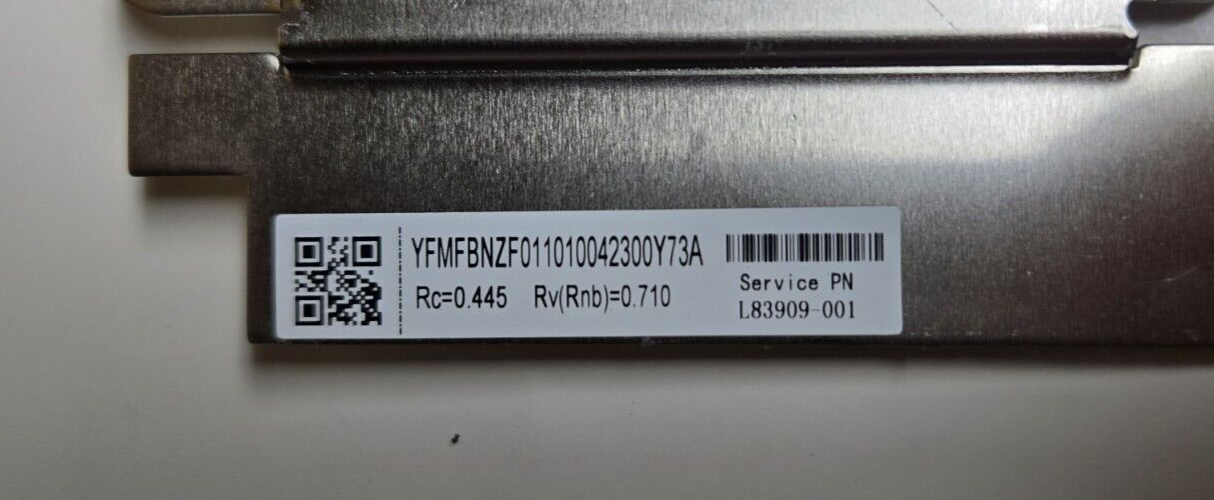 YFMFBNZF011010042300Y73A
Rc=0.445 Rv(Rnb)=0.710
Service PN
L83909-001